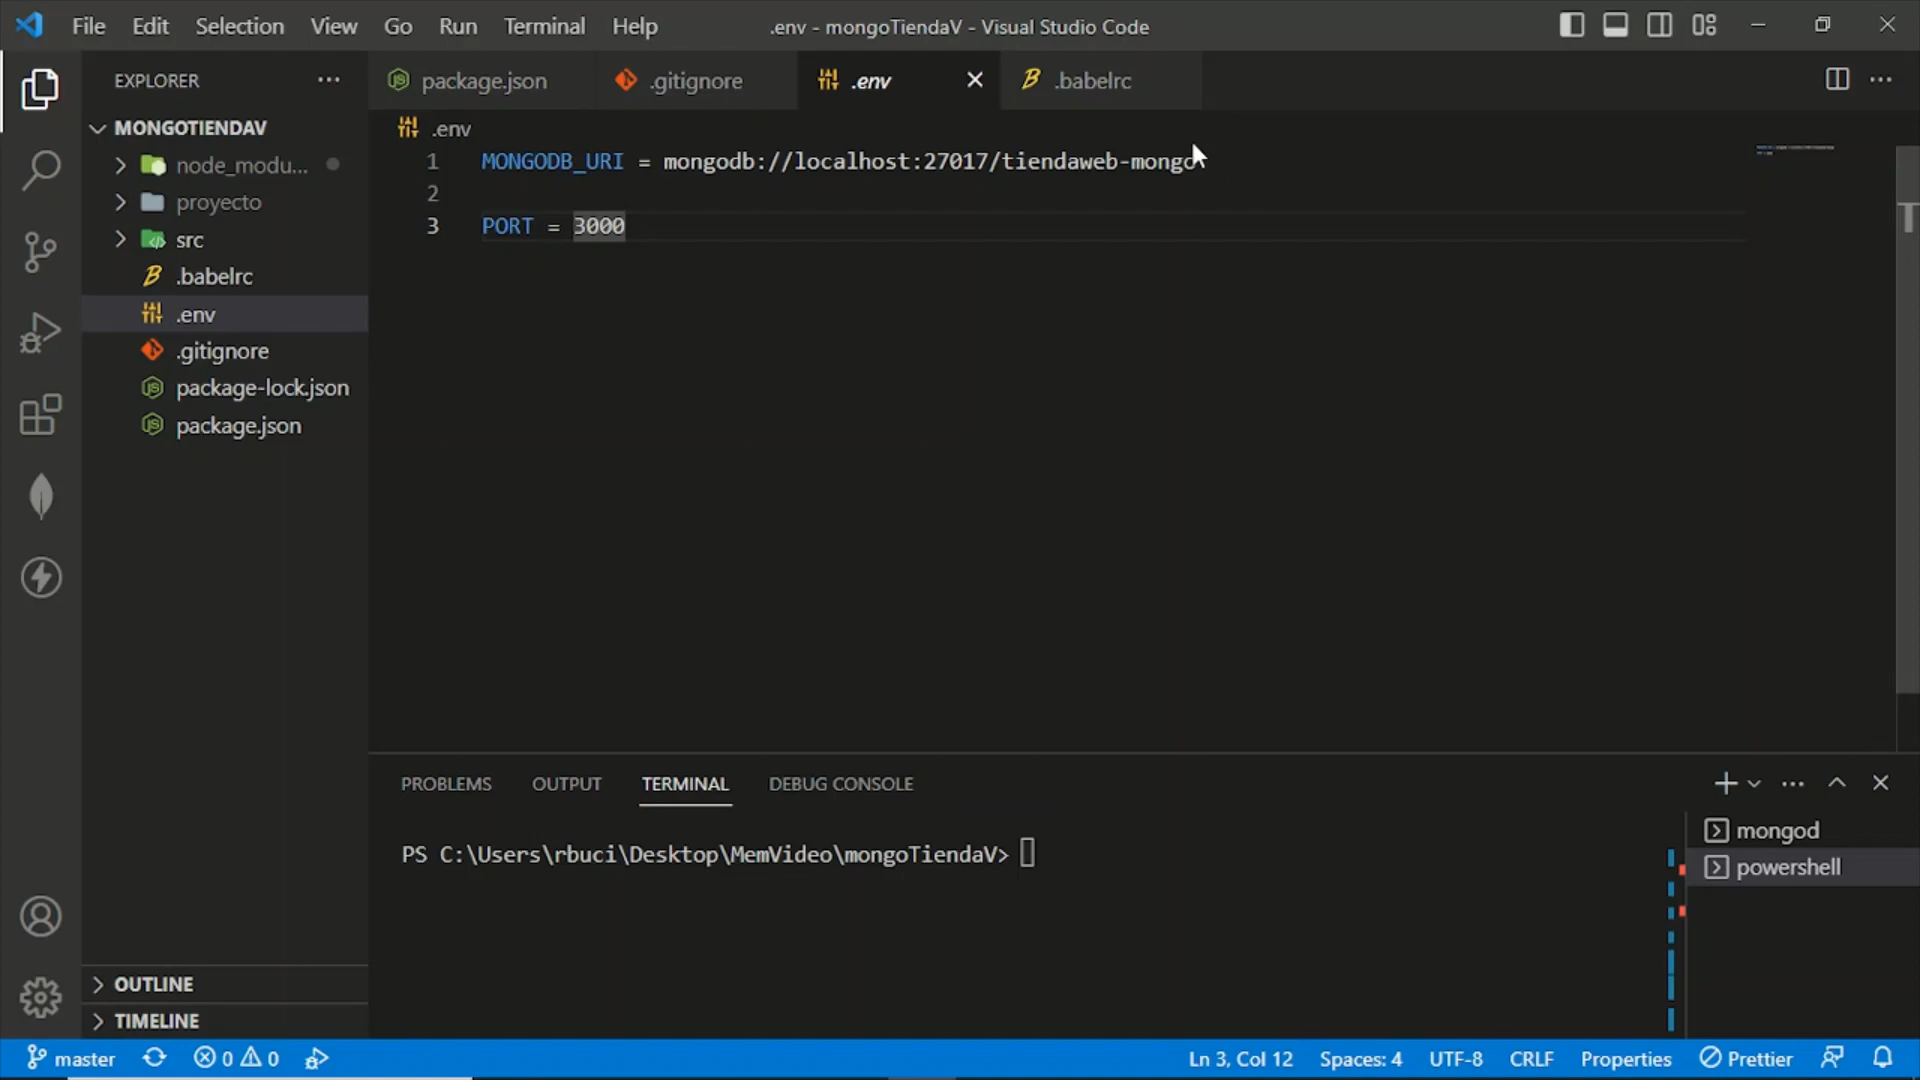 File Edit Selection View Go Run Terminal Help .env - mongoTiendaV - Visual Studio Code
EXPLORER
package.json .gitignore .env .babelrc
MONGOTIENDAV
.env
node_modu...
1 MONGODB_URI = mongodb://localhost:27017/tiendaweb-mongo
proyecto
2
src
3 PORT = 3000
.babelrc
.env
.gitignore
package-lock.json
package.json
PROBLEMS OUTPUT TERMINAL DEBUG CONSOLE
mongod
PS C:\Users\rbuci\Desktop\MemVideo\mongoTiendaV>
powershell
OUTLINE
TIMELINE
master 0 0 Ln 3, Col 12 Spaces: 4 UTF-8 CRLF Properties Prettier